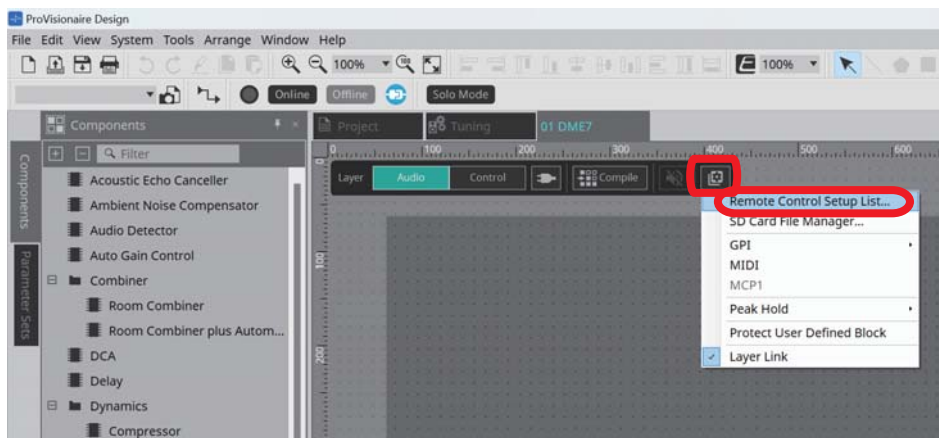 ProVisionaire Design
File Edit View System Tools Arrange Window Help
100% 100%
Online Offline Solo Mode
Components Project Tuning 01 DME7
Filter
0 100 200 300 400 500 600
Layer Audio Control Compile
Components
Parameter Sets
Acoustic Echo Canceller
Ambient Noise Compensator
Audio Detector
Auto Gain Control
Combiner
Room Combiner
Room Combiner plus Autom...
DCA
Delay
Dynamics
Compressor
100
200
Remote Control Setup List...
SD Card File Manager...
GPI
MIDI
MCP1
Peak Hold
Protect User Defined Block
Layer Link